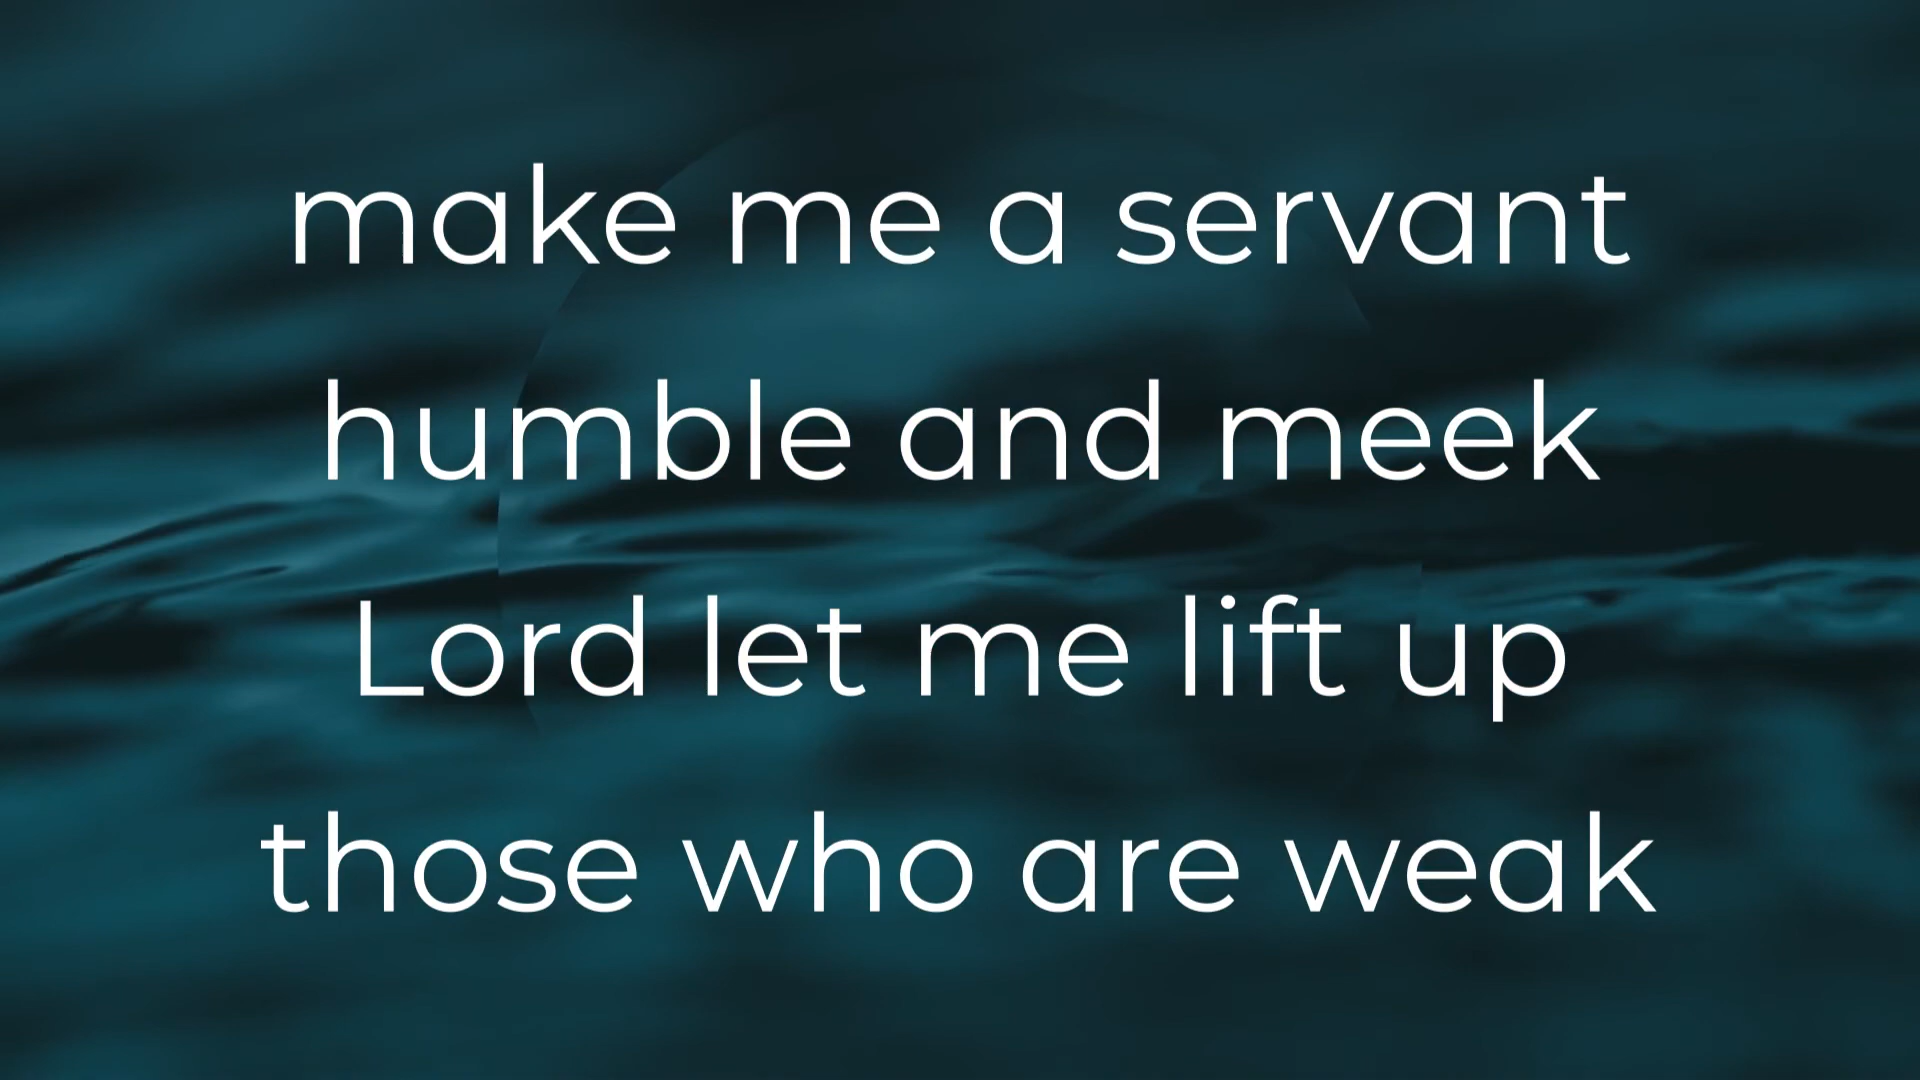 make me a servant
humble and meek
Lord let me lift up
those who are weak